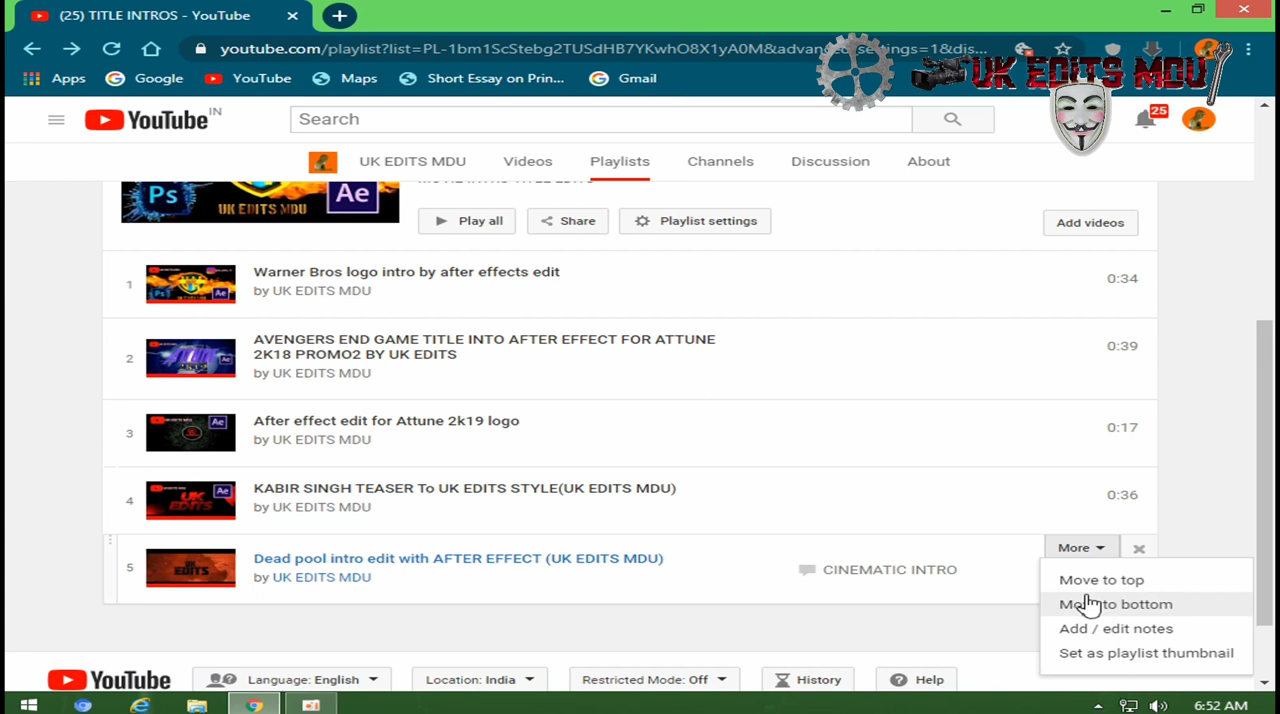 (25) TITLE INTROS - YouTube
youtube.com/playlist?list=PL-1bm1ScStebg2TUSdHB7YKwhO8X1yA0M&advan
settings=1&dis...
Apps Google YouTube Maps Short Essay on Prin... Gmail
UK EDITS MDU
YouTube IN
Search
25
UK EDITS MDU Videos Playlists Channels Discussion About
Ps Ae
UK EDITS MDU
Play all Share Playlist settings Add videos
1 Warner Bros logo intro by after effects edit 0:34
by UK EDITS MDU
2 AVENGERS END GAME TITLE INTO AFTER EFFECT FOR ATTUNE 0:39
2K18 PROMO2 BY UK EDITS
by UK EDITS MDU
3 After effect edit for Attune 2k19 logo 0:17
by UK EDITS MDU
4 KABIR SINGH TEASER To UK EDITS STYLE(UK EDITS MDU) 0:36
by UK EDITS MDU
5 Dead pool intro edit with AFTER EFFECT (UK EDITS MDU) More
by UK EDITS MDU CINEMATIC INTRO
Move to top
Move to bottom
Add / edit notes
Set as playlist thumbnail
YouTube Language: English Location: India Restricted Mode: Off History Help
6:52 AM